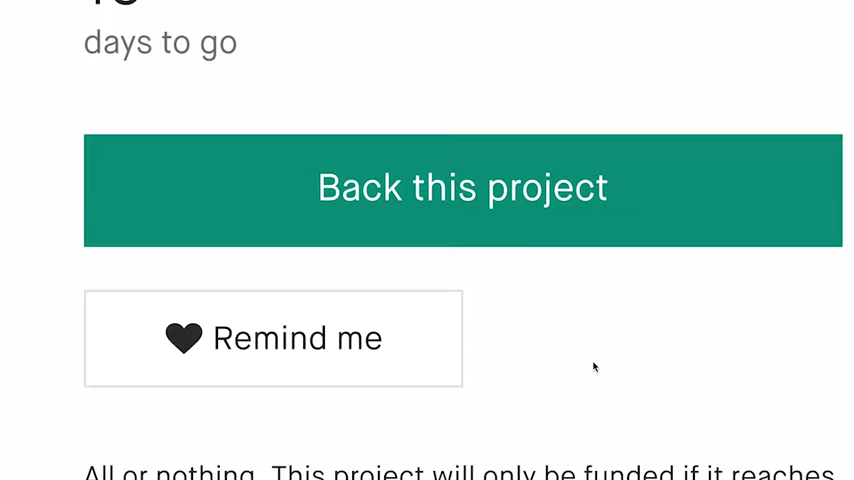 days to go
Back this project
Remind me
All or nothing. This project will only be funded if it reaches